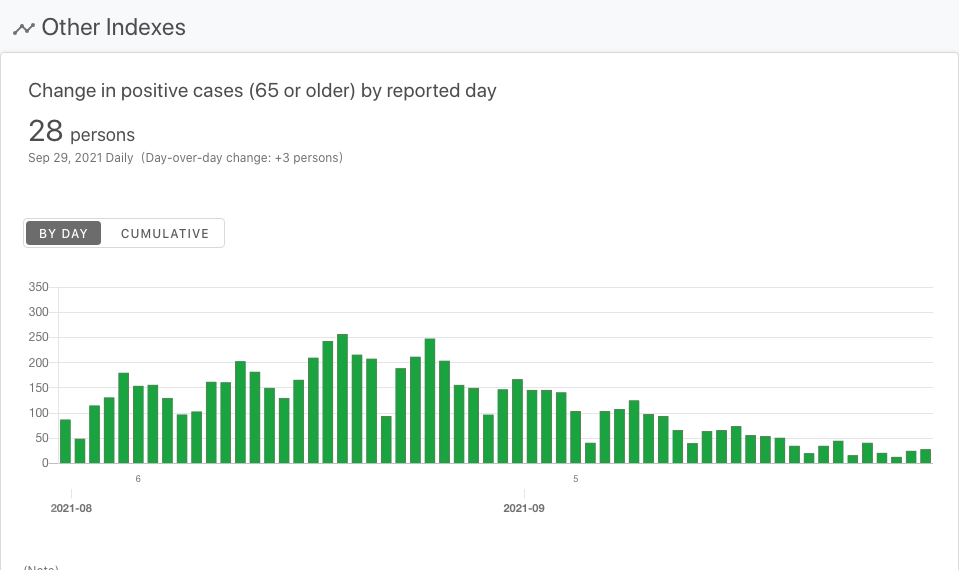 Other Indexes
Change in positive cases (65 or older) by reported day
28 persons
Sep 29, 2021 Daily (Day-over-day change: +3 persons)
BY DAY CUMULATIVE
350
300
250
200
150
100
50
0
6 5
2021-08 2021-09
(Note)